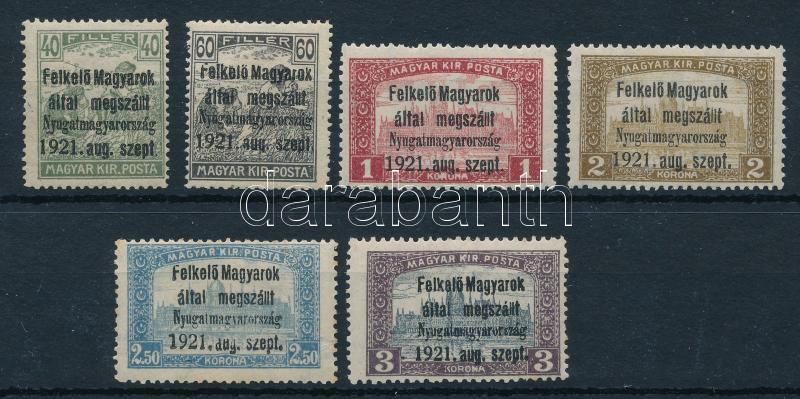 FILLÉR
40 40
Felkelő Magyarok
által megszállt
Nyugatmagyarország
1921. aug. szept.
MAGYAR KIR. POSTA
FILLÉR
60 60
Felkelő Magyarok
által megszállt
Nyugatmagyarország
1921. aug. szept.
MAGYAR KIR. POSTA
MAGYAR KIR. POSTA
Felkelő Magyarok
által megszállt
Nyugatmagyarország
1921. aug. szept.
1 KORONA 1
MAGYAR KIR. POSTA
Felkelő Magyarok
által megszállt
Nyugatmagyarország
1921. aug. szept.
2 KORONA 2
darabanth
MAGYAR KIR. POSTA
Felkelő Magyarok
által megszállt
Nyugatmagyarország
1921. aug. szept.
2.50 KORONA 2.50
MAGYAR KIR. POSTA
Felkelő Magyarok
által megszállt
Nyugatmagyarország
1921. aug. szept.
3 KORONA 3